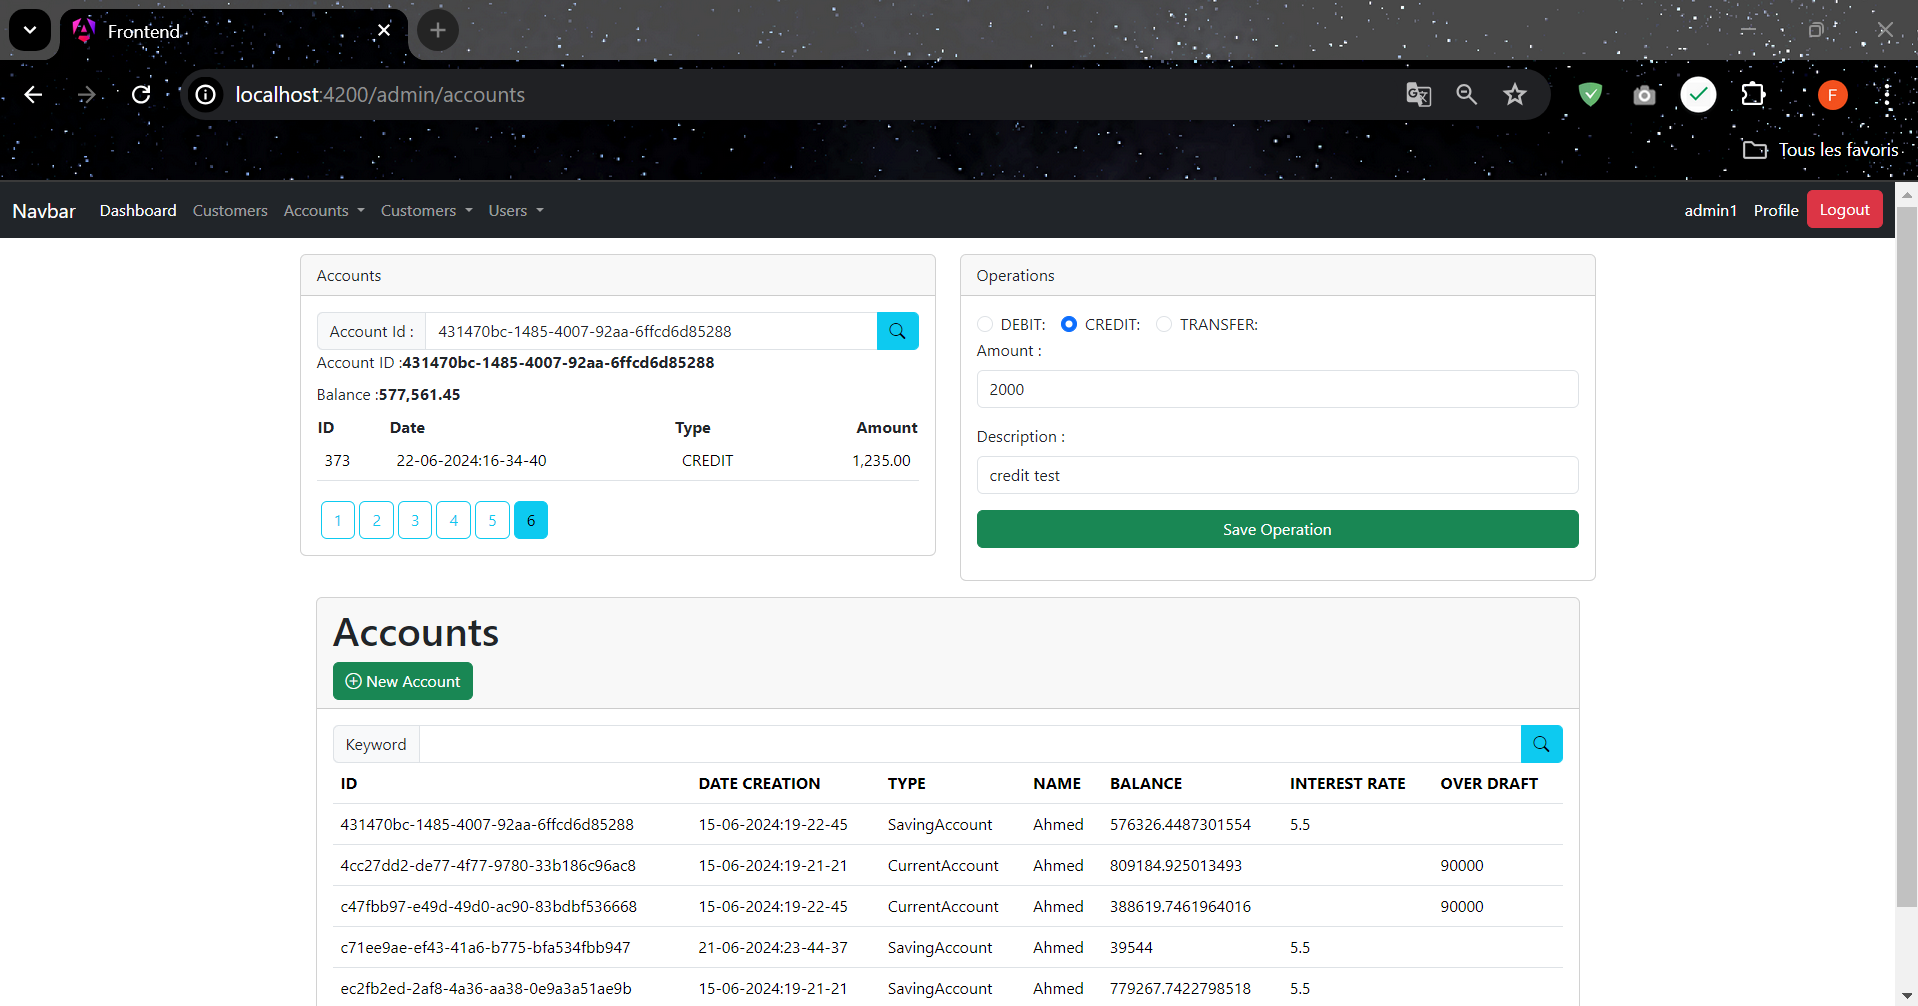 Frontend
localhost:4200/admin/accounts
F
Tous les favoris
Navbar Dashboard Customers Accounts Customers Users admin1 Profile Logout
Accounts
Account Id : 431470bc-1485-4007-92aa-6ffcd6d85288
Account ID :431470bc-1485-4007-92aa-6ffcd6d85288
Balance :577,561.45
ID Date Type Amount
373 22-06-2024:16-34-40 CREDIT 1,235.00
1 2 3 4 5 6
Operations
DEBIT: CREDIT: TRANSFER:
Amount :
2000
Description :
credit test
Save Operation
Accounts
New Account
Keyword
ID DATE CREATION TYPE NAME BALANCE INTEREST RATE OVER DRAFT
431470bc-1485-4007-92aa-6ffcd6d85288 15-06-2024:19-22-45 SavingAccount Ahmed 576326.4487301554 5.5
4cc27dd2-de77-4f77-9780-33b186c96ac8 15-06-2024:19-21-21 CurrentAccount Ahmed 809184.925013493 90000
c47fbb97-e49d-49d0-ac90-83bdbf536668 15-06-2024:19-22-45 CurrentAccount Ahmed 388619.7461964016 90000
c71ee9ae-ef43-41a6-b775-bfa534fbb947 21-06-2024:23-44-37 SavingAccount Ahmed 39544 5.5
ec2fb2ed-2af8-4a36-aa38-0e9a3a51ae9b 15-06-2024:19-21-21 SavingAccount Ahmed 779267.7422798518 5.5